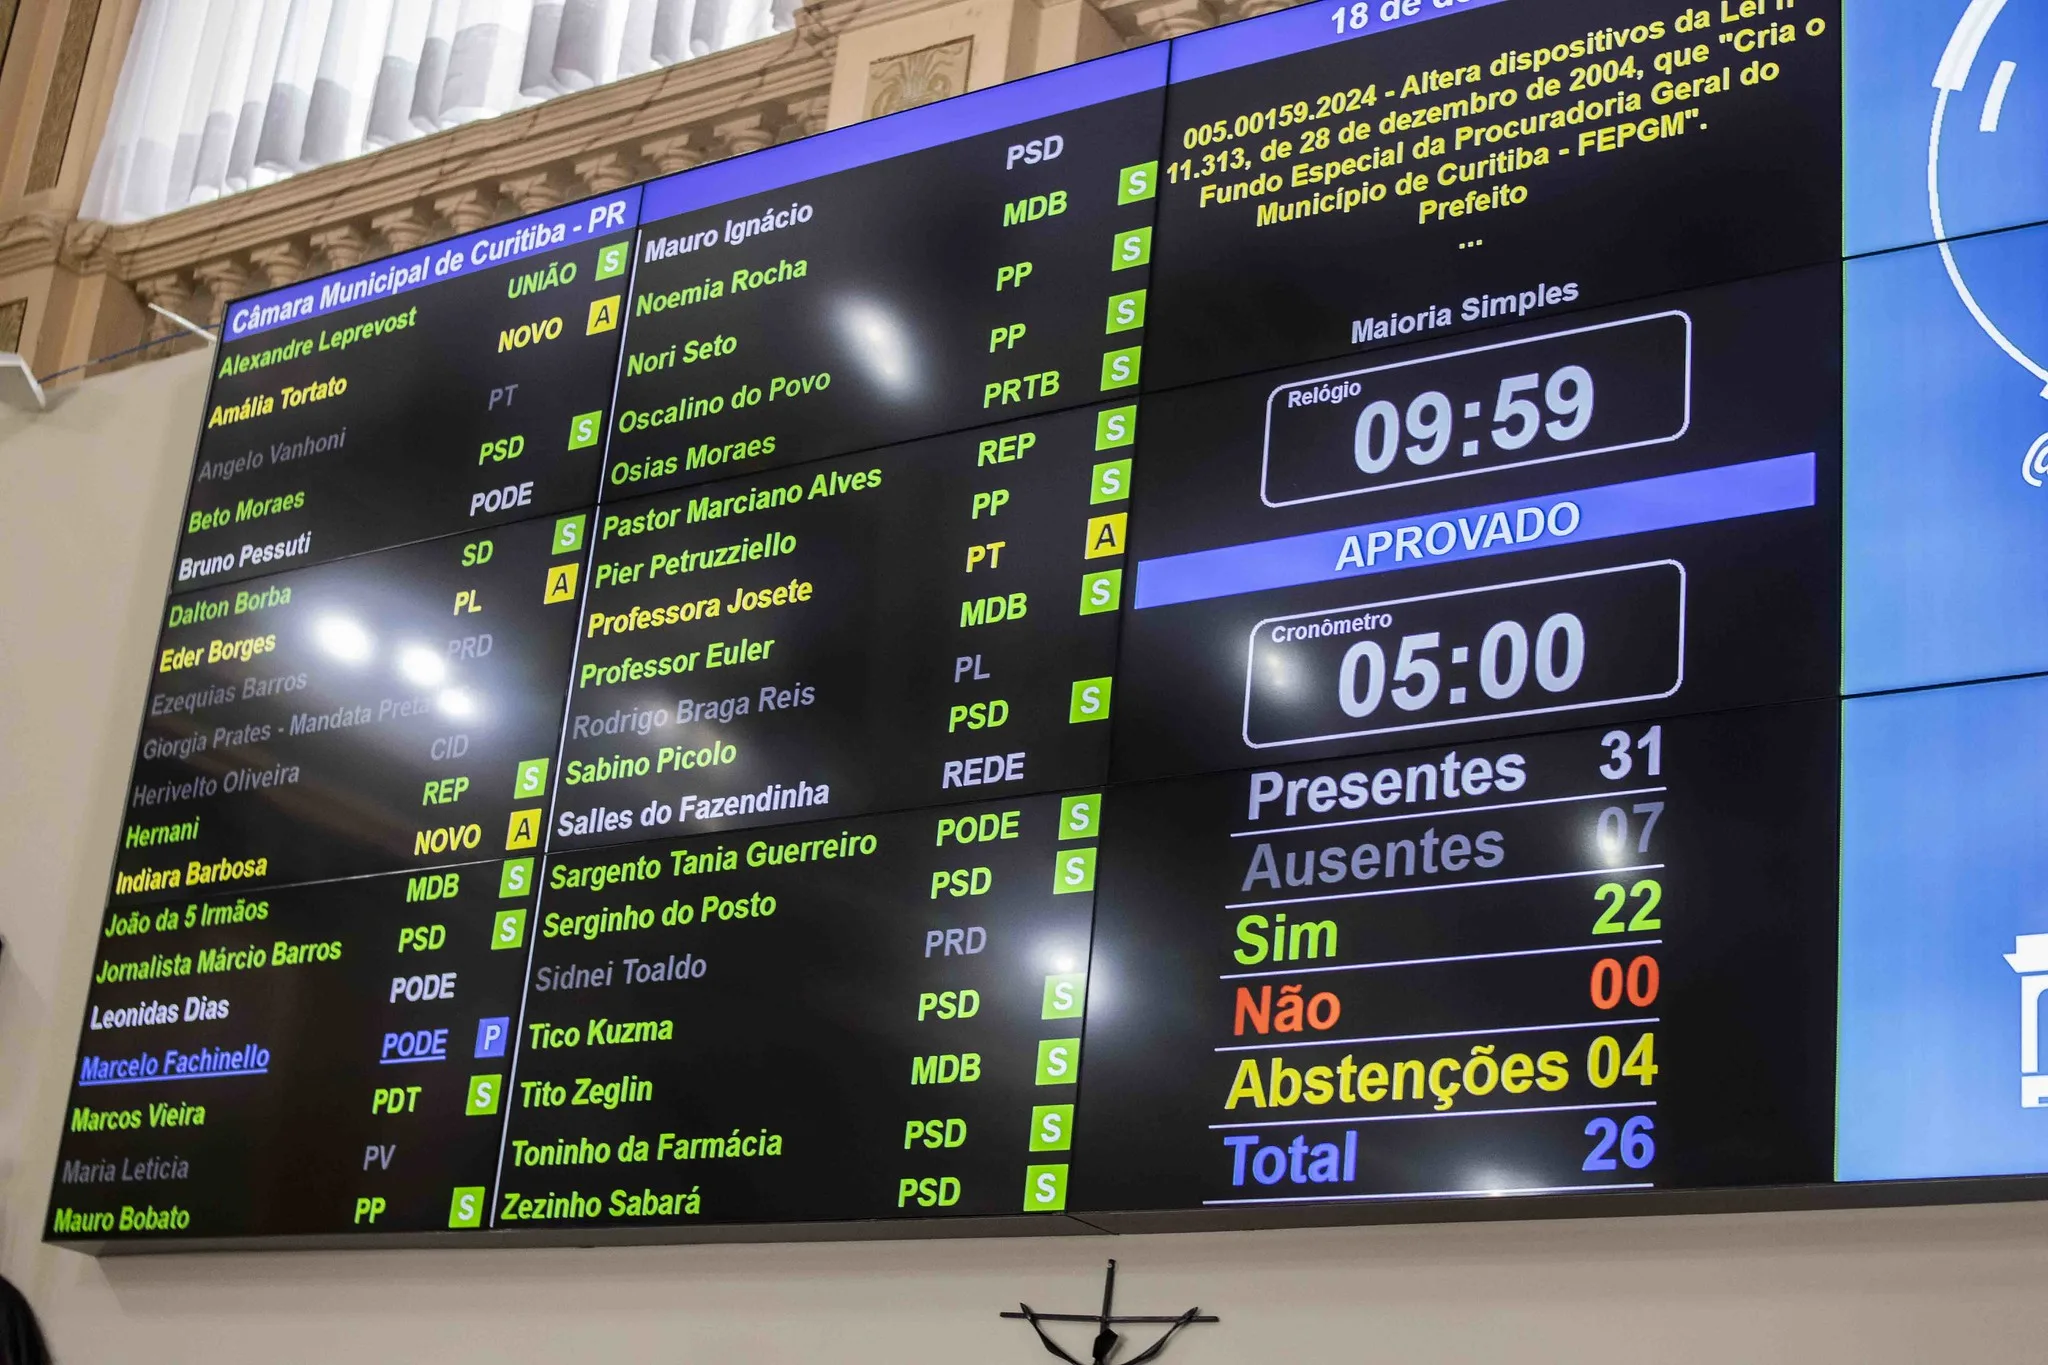 Câmara Municipal de Curitiba - PR
Alexandre Leprevost UNIÃO S
Amália Tortato NOVO A
Angelo Vanhoni PT
Beto Moraes PSD S
Bruno Pessuti PODE
Dalton Borba SD S
Eder Borges PL A
Ezequias Barros PRD
Giorgia Prates - Mandata Preta
Herivelto Oliveira CID
Hernani REP S
Indiara Barbosa NOVO A
João da 5 Irmãos MDB S
Jornalista Márcio Barros PSD S
Leonidas Dias PODE
Marcelo Fachinello PODE P
Marcos Vieira PDT S
Maria Leticia PV
Mauro Bobato PP S
Mauro Ignácio PSD
Noemia Rocha MDB S
Nori Seto PP S
Oscalino do Povo PP S
Osias Moraes PRTB S
Pastor Marciano Alves REP S
Pier Petruzziello PP S
Professora Josete PT A
Professor Euler MDB S
Rodrigo Braga Reis PL
Sabino Picolo PSD S
Salles do Fazendinha REDE
Sargento Tania Guerreiro PODE S
Serginho do Posto PSD S
Sidnei Toaldo PRD
Tico Kuzma PSD S
Tito Zeglin MDB S
Toninho da Farmácia PSD S
Zezinho Sabará PSD S
18 de
005.00159.2024 - Altera dispositivos da Lei
11.313, de 28 de dezembro de 2004, que "Cria o
Fundo Especial da Procuradoria Geral do
Município de Curitiba - FEPGM".
Prefeito
...
Maioria Simples
Relógio
09:59
APROVADO
Cronômetro
05:00
Presentes 31
Ausentes 07
Sim 22
Não 00
Abstenções 04
Total 26
@